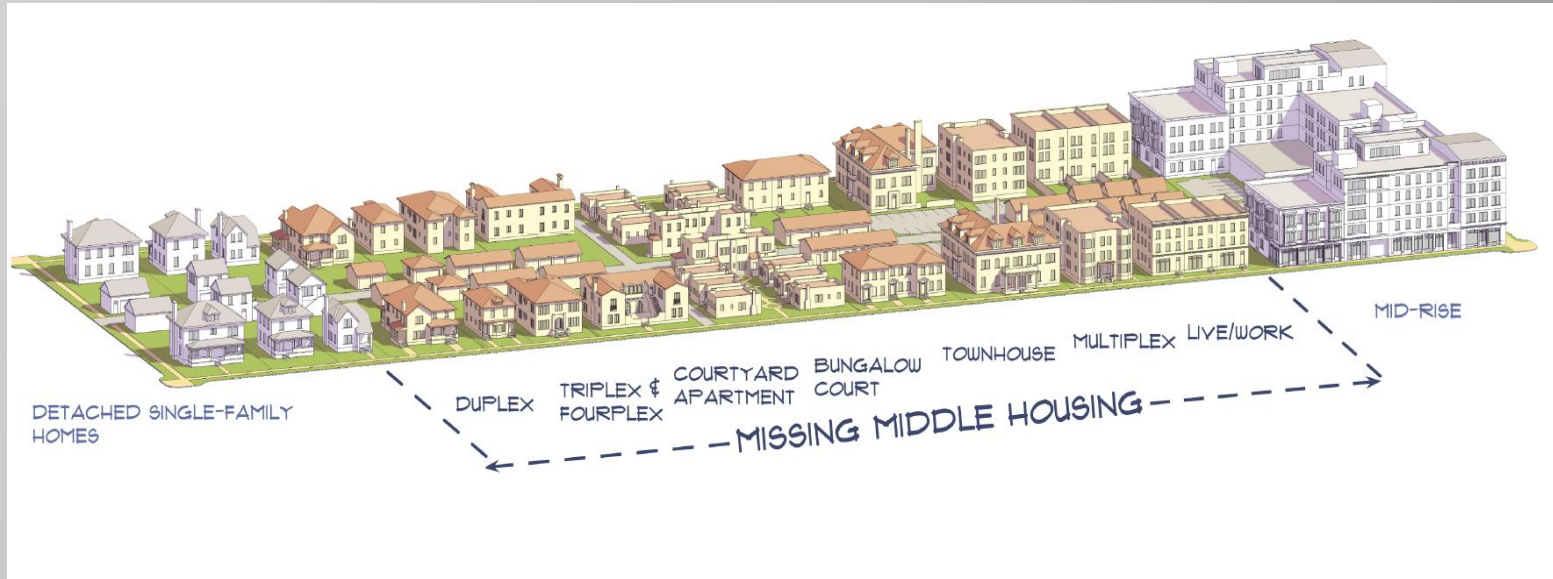 DETACHED SINGLE-FAMILY
HOMES
DUPLEX
TRIPLEX &
FOURPLEX
COURTYARD
APARTMENT
BUNGALOW
COURT
TOWNHOUSE
MULTIPLEX
LIVE/WORK
MID-RISE
MISSING MIDDLE HOUSING